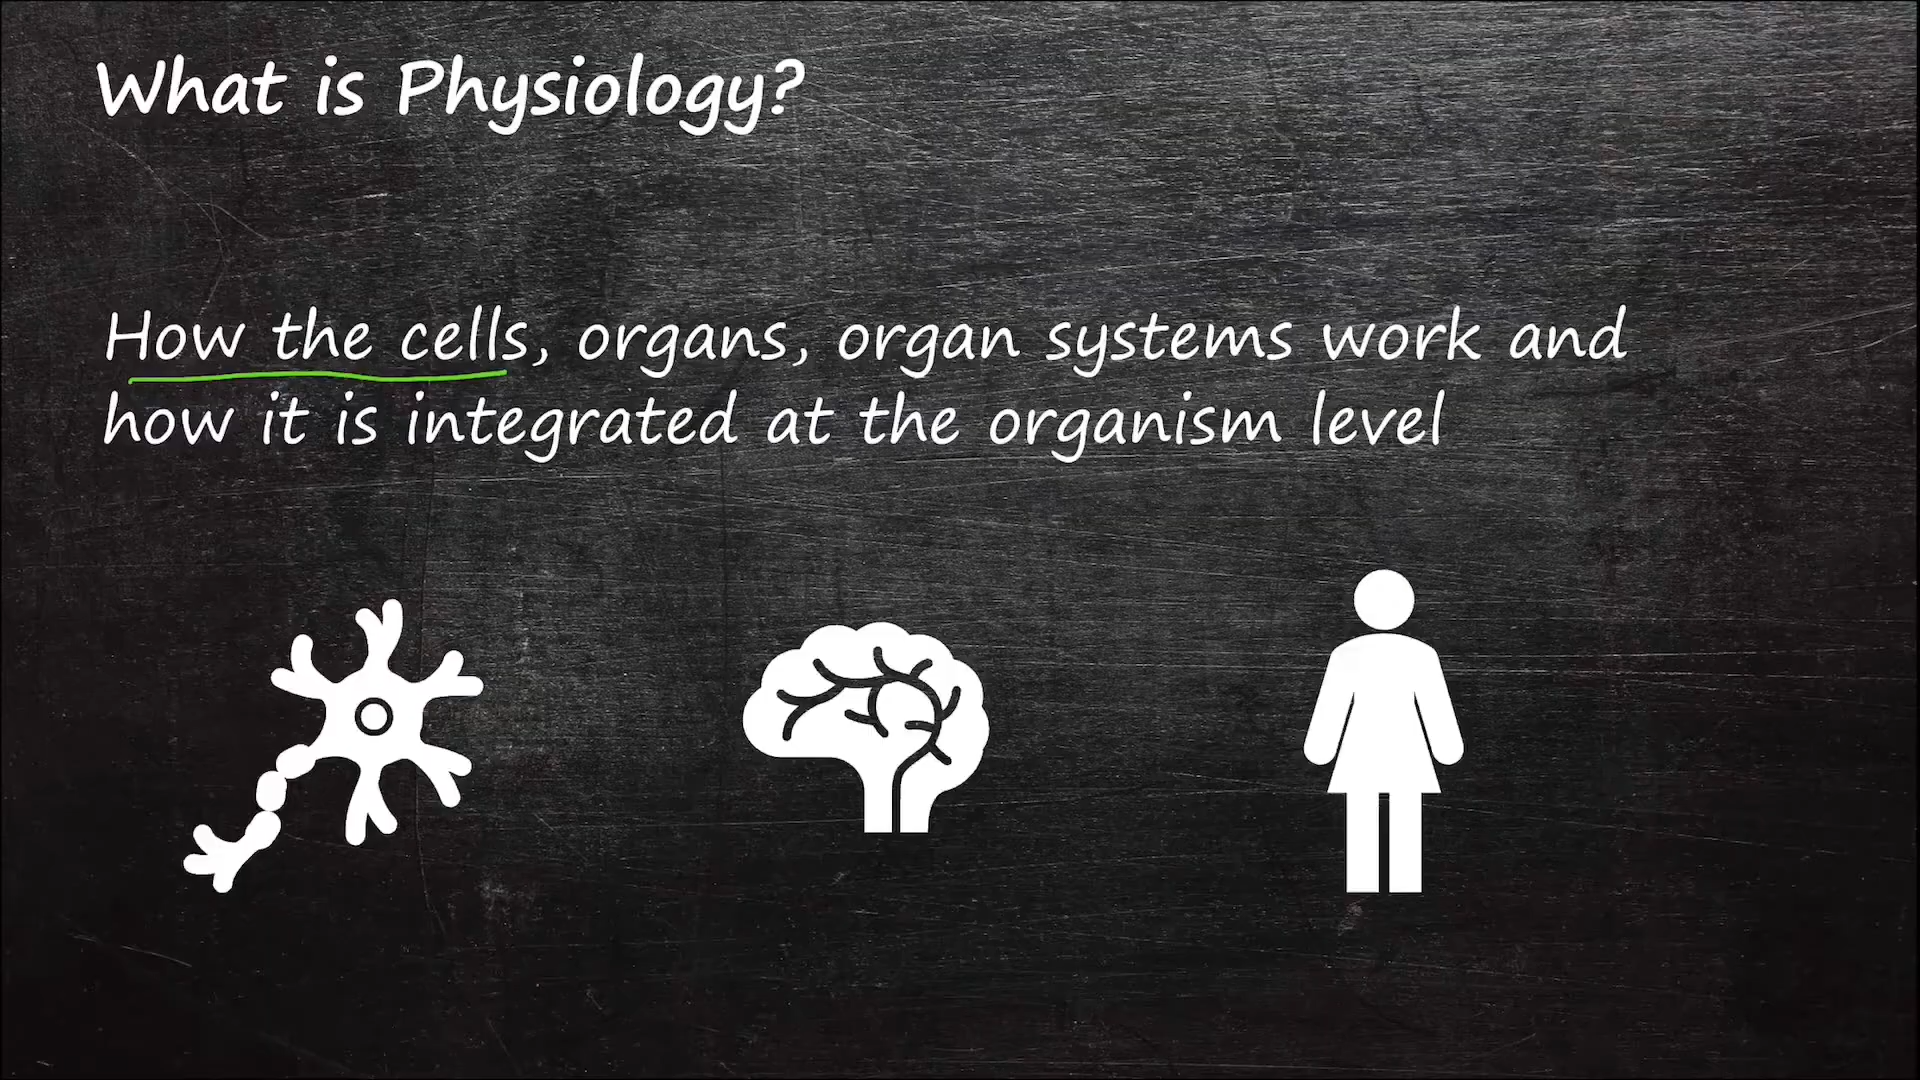 What is Physiology?
How the cells, organs, organ systems work and
how it is integrated at the organism level